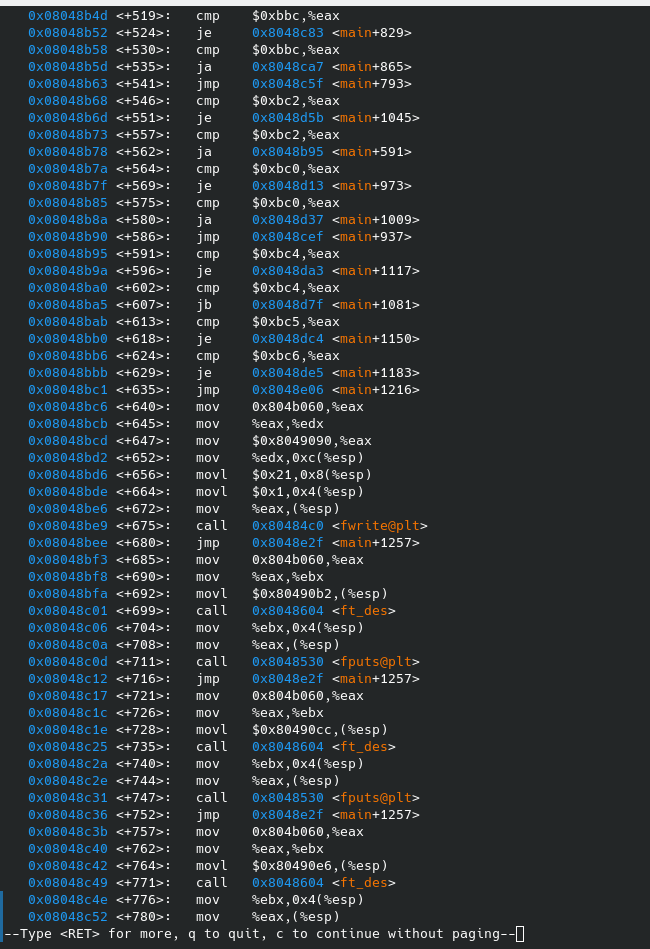 0x08048b4d <+519>:   cmp    $0xbbc,%eax
0x08048b52 <+524>:   je     0x8048c83 <main+829>
0x08048b58 <+530>:   cmp    $0xbbc,%eax
0x08048b5d <+535>:   ja     0x8048ca7 <main+865>
0x08048b63 <+541>:   jmp    0x8048c5f <main+793>
0x08048b68 <+546>:   cmp    $0xbc2,%eax
0x08048b6d <+551>:   je     0x8048d5b <main+1045>
0x08048b73 <+557>:   cmp    $0xbc2,%eax
0x08048b78 <+562>:   ja     0x8048b95 <main+591>
0x08048b7a <+564>:   cmp    $0xbc0,%eax
0x08048b7f <+569>:   je     0x8048d13 <main+973>
0x08048b85 <+575>:   cmp    $0xbc0,%eax
0x08048b8a <+580>:   ja     0x8048d37 <main+1009>
0x08048b90 <+586>:   jmp    0x8048cef <main+937>
0x08048b95 <+591>:   cmp    $0xbc4,%eax
0x08048b9a <+596>:   je     0x8048da3 <main+1117>
0x08048ba0 <+602>:   cmp    $0xbc4,%eax
0x08048ba5 <+607>:   jb     0x8048d7f <main+1081>
0x08048bab <+613>:   cmp    $0xbc5,%eax
0x08048bb0 <+618>:   je     0x8048dc4 <main+1150>
0x08048bb6 <+624>:   cmp    $0xbc6,%eax
0x08048bbb <+629>:   je     0x8048de5 <main+1183>
0x08048bc1 <+635>:   jmp    0x8048e06 <main+1216>
0x08048bc6 <+640>:   mov    0x804b060,%eax
0x08048bcb <+645>:   mov    %eax,%edx
0x08048bcd <+647>:   mov    $0x8049090,%eax
0x08048bd2 <+652>:   mov    %edx,0xc(%esp)
0x08048bd6 <+656>:   movl   $0x21,0x8(%esp)
0x08048bde <+664>:   movl   $0x1,0x4(%esp)
0x08048be6 <+672>:   mov    %eax,(%esp)
0x08048be9 <+675>:   call   0x80484c0 <fwrite@plt>
0x08048bee <+680>:   jmp    0x8048e2f <main+1257>
0x08048bf3 <+685>:   mov    0x804b060,%eax
0x08048bf8 <+690>:   mov    %eax,%ebx
0x08048bfa <+692>:   movl   $0x80490b2,(%esp)
0x08048c01 <+699>:   call   0x8048604 <ft_des>
0x08048c06 <+704>:   mov    %ebx,0x4(%esp)
0x08048c0a <+708>:   mov    %eax,(%esp)
0x08048c0d <+711>:   call   0x8048530 <fputs@plt>
0x08048c12 <+716>:   jmp    0x8048e2f <main+1257>
0x08048c17 <+721>:   mov    0x804b060,%eax
0x08048c1c <+726>:   mov    %eax,%ebx
0x08048c1e <+728>:   movl   $0x80490cc,(%esp)
0x08048c25 <+735>:   call   0x8048604 <ft_des>
0x08048c2a <+740>:   mov    %ebx,0x4(%esp)
0x08048c2e <+744>:   mov    %eax,(%esp)
0x08048c31 <+747>:   call   0x8048530 <fputs@plt>
0x08048c36 <+752>:   jmp    0x8048e2f <main+1257>
0x08048c3b <+757>:   mov    0x804b060,%eax
0x08048c40 <+762>:   mov    %eax,%ebx
0x08048c42 <+764>:   movl   $0x80490e6,(%esp)
0x08048c49 <+771>:   call   0x8048604 <ft_des>
0x08048c4e <+776>:   mov    %ebx,0x4(%esp)
0x08048c52 <+780>:   mov    %eax,(%esp)
--Type <RET> for more, q to quit, c to continue without paging--